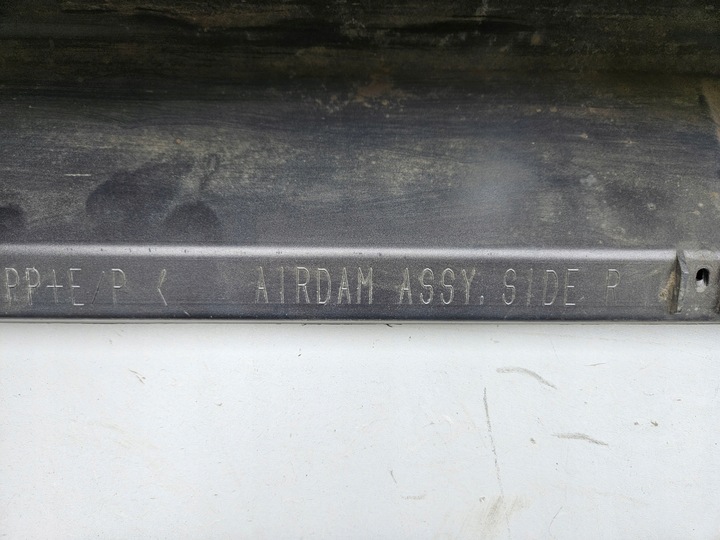 PP+E/P < AIRDAM ASSY, SIDE R